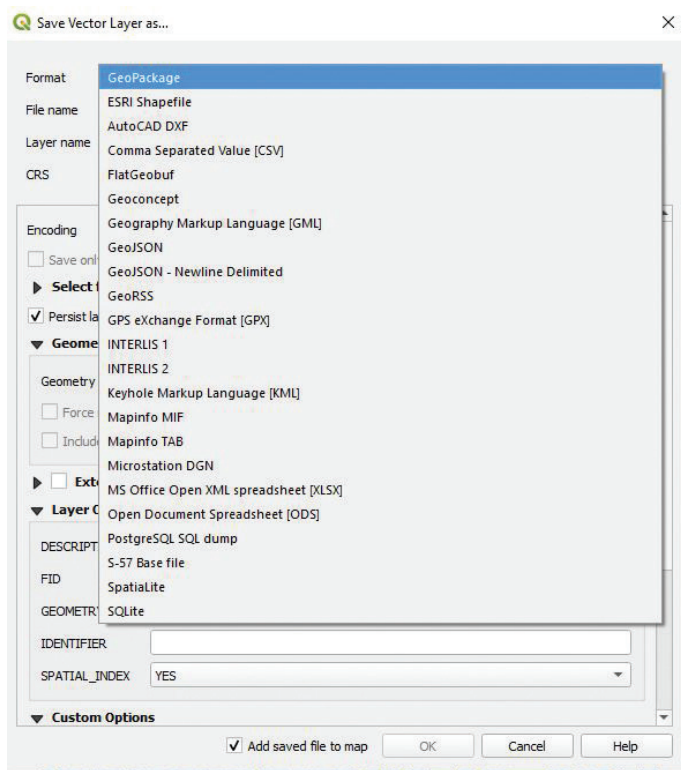 Save Vector Layer as...
Format
GeoPackage
ESRI Shapefile
File name
AutoCAD DXF
Layer name
Comma Separated Value [CSV]
CRS
FlatGeobuf
Geoconcept
Encoding
Geography Markup Language [GML]
Save onl
GeoJSON
GeoJSON - Newline Delimited
Select f
GeoRSS
Persist la
GPS eXchange Format [GPX]
Geome
INTERLIS 1
INTERLIS 2
Geometry
Keyhole Markup Language [KML]
Force
Mapinfo MIF
Includ
Mapinfo TAB
Microstation DGN
Exte
MS Office Open XML spreadsheet [XLSX]
Layer O
Open Document Spreadsheet [ODS]
DESCRIPT
PostgreSQL SQL dump
S-57 Base file
FID
SpatiaLite
GEOMETR
SQLite
IDENTIFIER
SPATIAL_INDEX YES
Custom Options
Add saved file to map OK Cancel Help